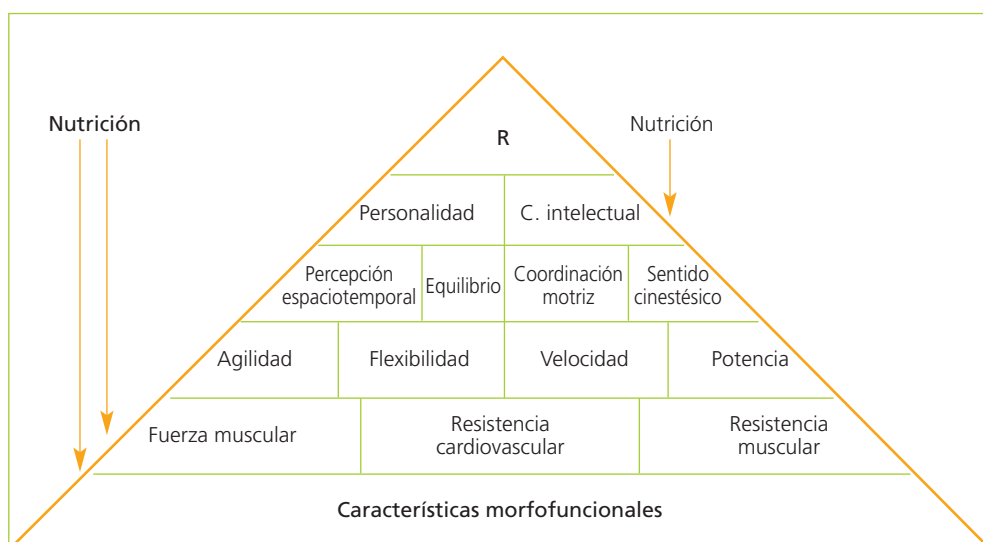 Nutrición
Nutrición
R
Personalidad
C. intelectual
Percepción
espaciotemporal
Equilibrio
Coordinación
motriz
Sentido
cinestésico
Agilidad
Flexibilidad
Velocidad
Potencia
Fuerza muscular
Resistencia
cardiovascular
Resistencia
muscular
Características morfofuncionales